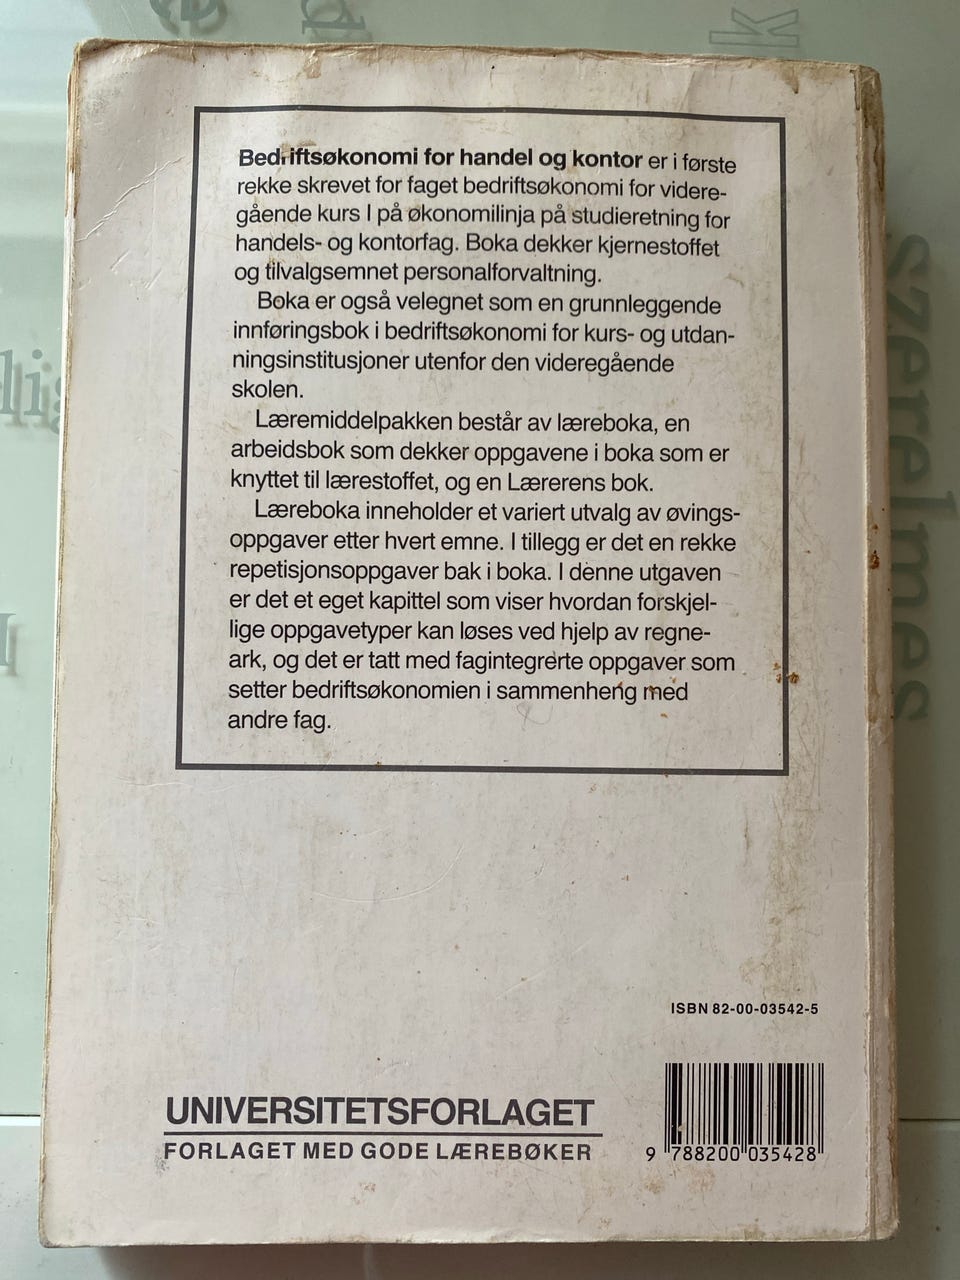 Bedriftsøkonomi for handel og kontor er i første
rekke skrevet for faget bedriftsøkonomi for videre-
gående kurs I på økonomilinja på studieretning for
handels- og kontorfag. Boka dekker kjernestoffet
og tilvalgsemnet personalforvaltning.
Boka er også velegnet som en grunnleggende
innføringsbok i bedriftsøkonomi for kurs- og utdan-
ningsinstitusjoner utenfor den videregående
skolen.
Læremiddelpakken består av læreboka, en
arbeidsbok som dekker oppgavene i boka som er
knyttet til lærestoffet, og en Lærerens bok.
Læreboka inneholder et variert utvalg av øvings-
oppgaver etter hvert emne. I tillegg er det en rekke
repetisjonsoppgaver bak i boka. I denne utgaven
er det et eget kapittel som viser hvordan forskjel-
lige oppgavetyper kan løses ved hjelp av regne-
ark, og det er tatt med fagintegrerte oppgaver som
setter bedriftsøkonomien i sammenheng med
andre fag.
ISBN 82-00-03542-5
UNIVERSITETSFORLAGET
FORLAGET MED GODE LÆREBØKER
9 788200 035428
szerelmes